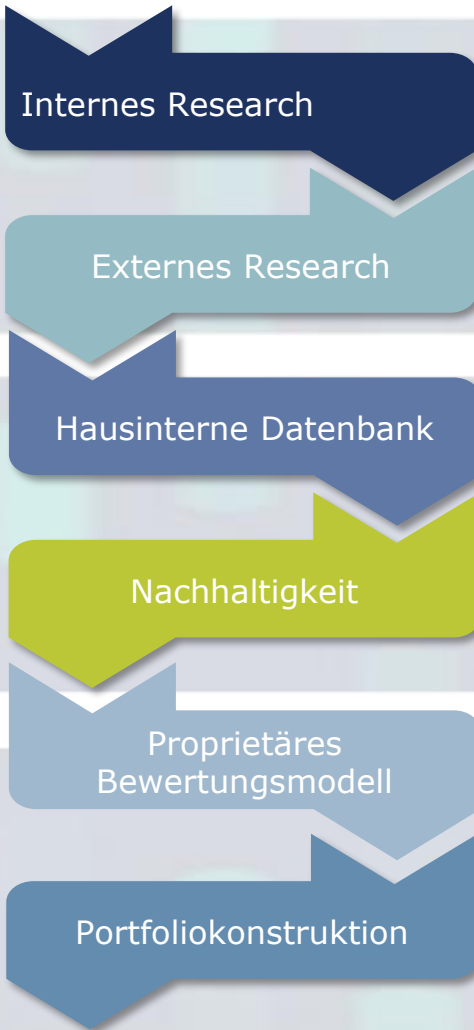 Internes Research
Externes Research
Hausinterne Datenbank
Nachhaltigkeit
Proprietäres
Bewertungsmodell
Portfoliokonstruktion